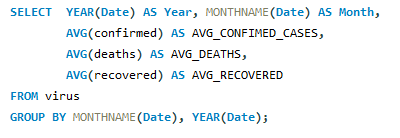 SELECT YEAR(Date) AS Year, MONTHNAME(Date) AS Month,
AVG(confirmed) AS AVG_CONFIMED_CASES,
AVG(deaths) AS AVG_DEATHS,
AVG(recovered) AS AVG_RECOVERED
FROM virus
GROUP BY MONTHNAME(Date), YEAR(Date);